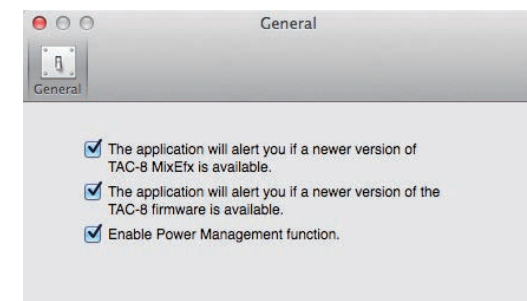 General
General
The application will alert you if a newer version of
TAC-8 MixEfx is available.
The application will alert you if a newer version of the
TAC-8 firmware is available.
Enable Power Management function.